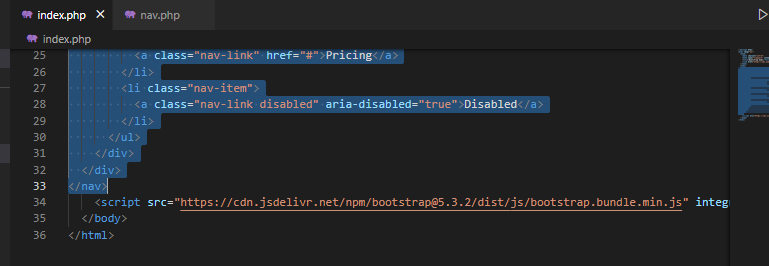 index.php × nav.php
index.php
25 <a class="nav-link" href="#">Pricing</a>
26 </li>
27 <li class="nav-item">
28 <a class="nav-link disabled" aria-disabled="true">Disabled</a>
29 </li>
30 </ul>
31 </div>
32 </div>
33 </nav>
34 <script src="https://cdn.jsdelivr.net/npm/bootstrap@5.3.2/dist/js/bootstrap.bundle.min.js" integ
35 </body>
36 </html>